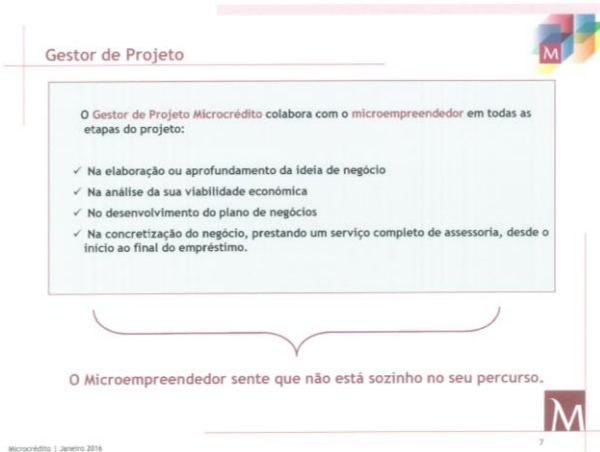 Gestor de Projeto
M
O Gestor de Projeto Microcrédito colabora com o microempreendedor em todas as
etapas do projeto:
✓ Na elaboração ou aprofundamento da ideia de negócio
✓ Na análise da sua viabilidade económica
✓ No desenvolvimento do plano de negócios
✓ Na concretização do negócio, prestando um serviço completo de assessoria, desde o
início ao final do empréstimo.
O Microempreendedor sente que não está sozinho no seu percurso.
M
Microcrédito | Janeiro 2016
7